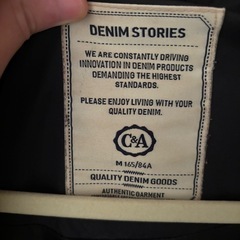 DENIM STORIES
WE ARE CONSTANTLY DRIVING
INNOVATION IN DENIM PRODUCTS
DEMANDING THE HIGHEST
STANDARDS.
PLEASE ENJOY LIVING WITH YOUR
QUALITY DENIM.
C&A
M 165/84A
QUALITY DENIM GOODS
AUTHENTIC GARMENT